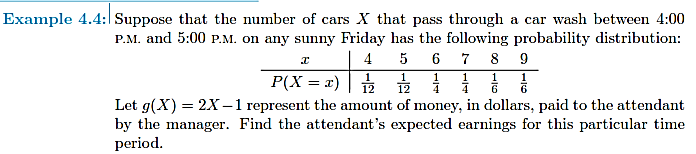 Example 4.4: Suppose that the number of cars X that pass through a car wash between 4:00
P.M. and 5:00 P.M. on any sunny Friday has the following probability distribution:
x 4 5 6 7 8 9
P(X = x) 1/12 1/12 1/4 1/4 1/6 1/6
Let g(X) = 2X−1 represent the amount of money, in dollars, paid to the attendant
by the manager. Find the attendant's expected earnings for this particular time
period.